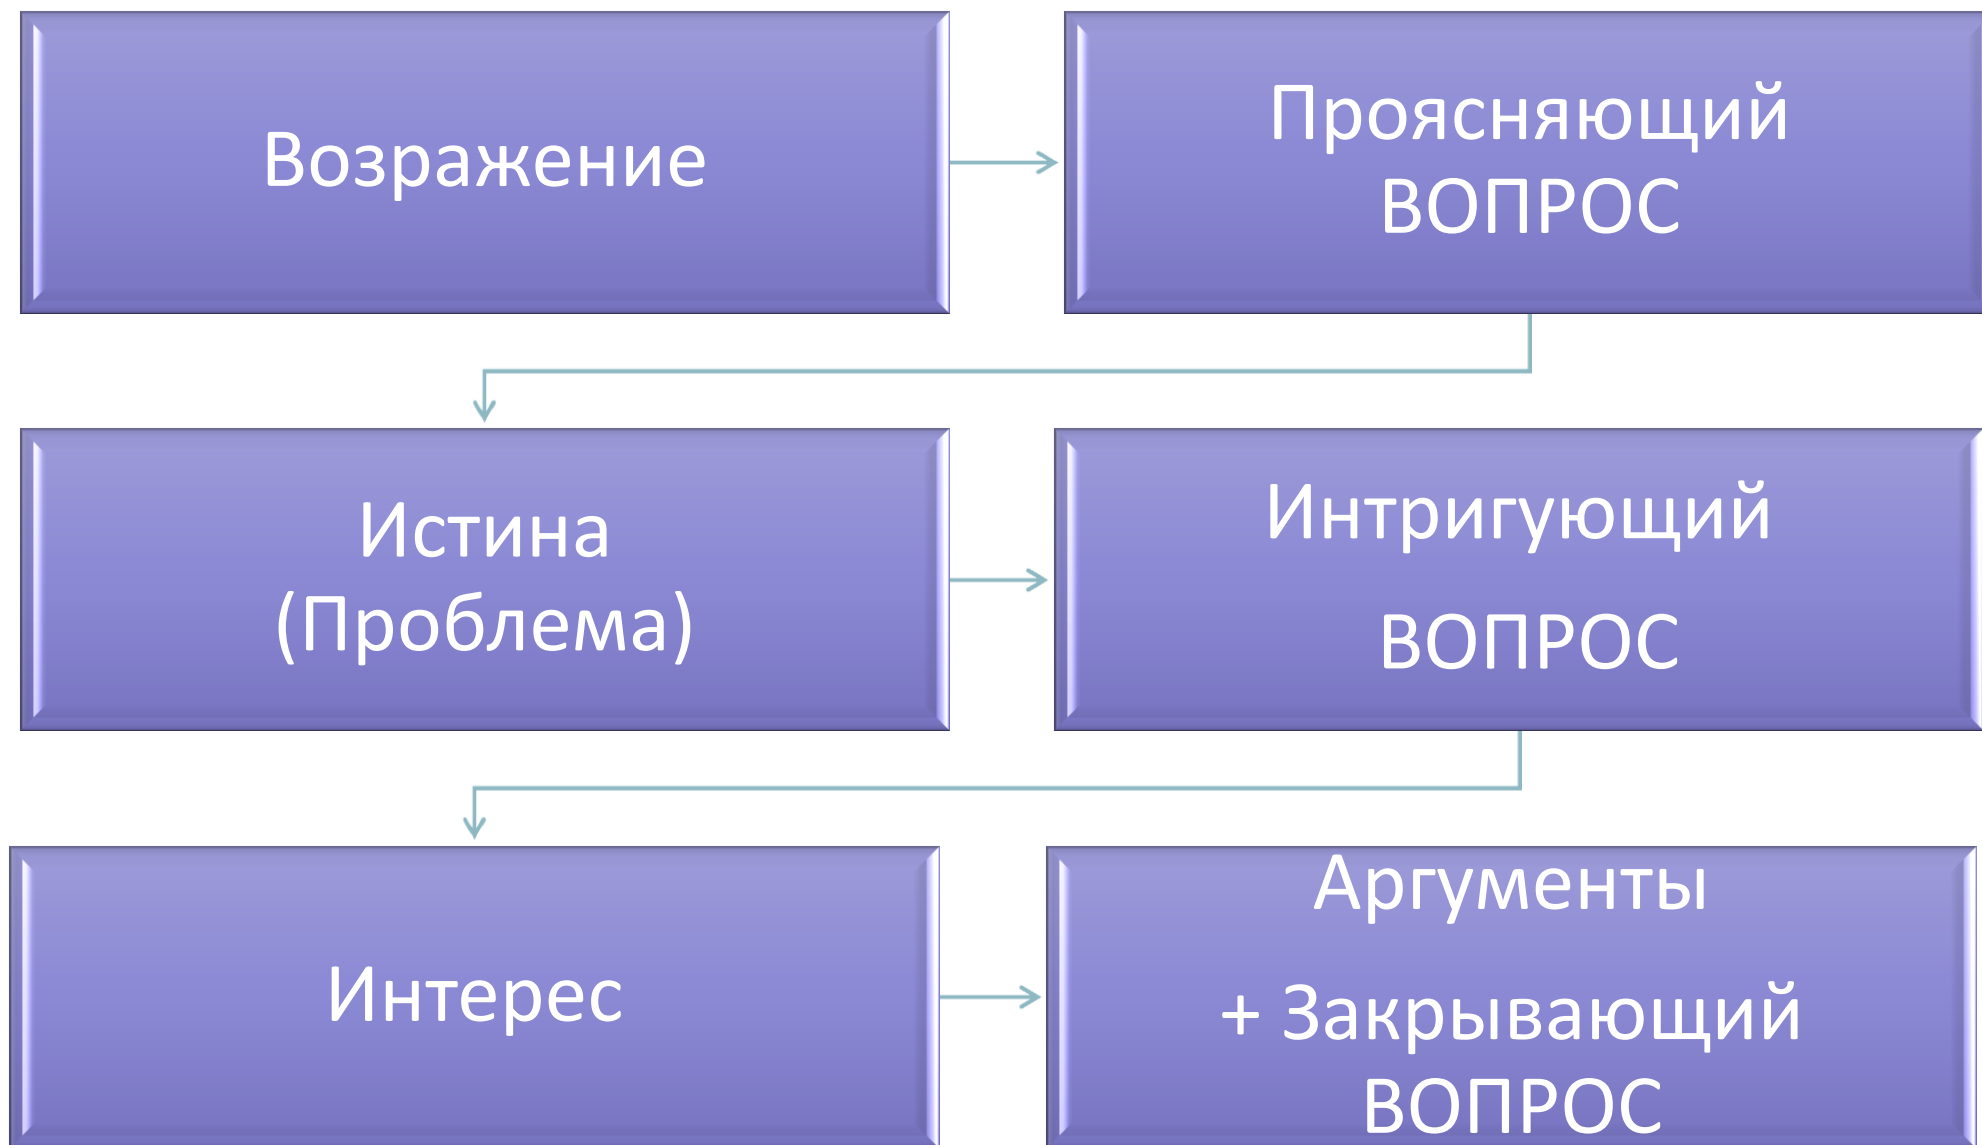 Возражение
Проясняющий
ВОПРОС
Истина
(Проблема)
Интригующий
ВОПРОС
Интерес
Аргументы
+ Закрывающий
ВОПРОС